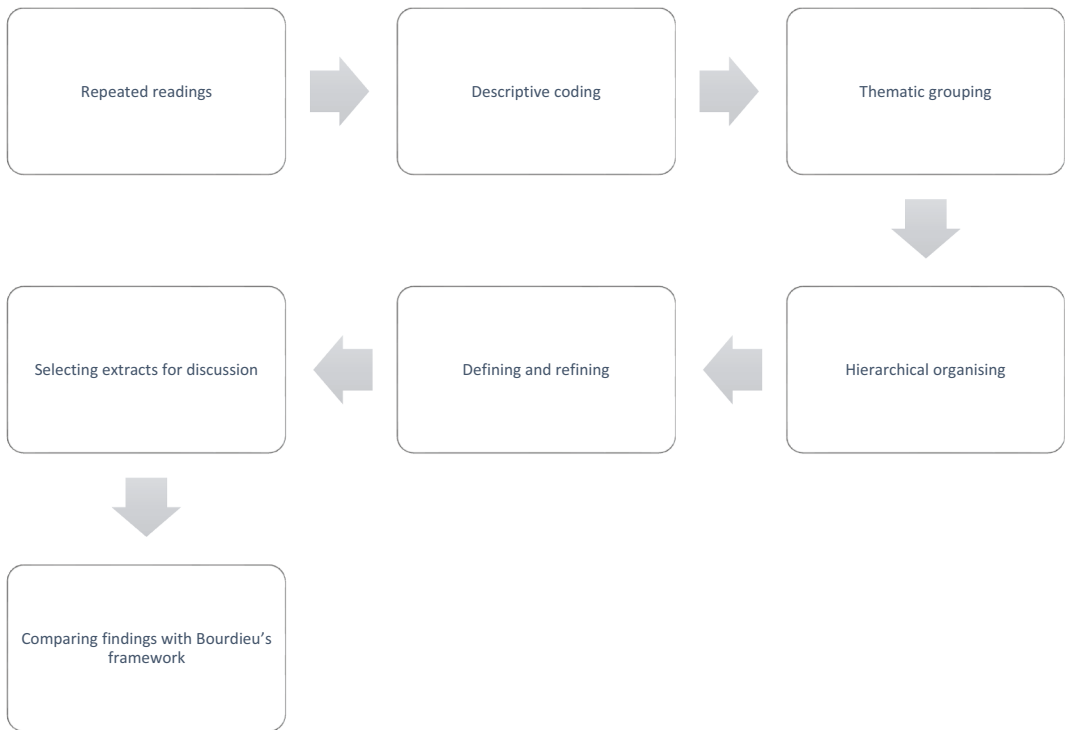 Repeated readings
Descriptive coding
Thematic grouping
Hierarchical organising
Defining and refining
Selecting extracts for discussion
Comparing findings with Bourdieu’s
framework